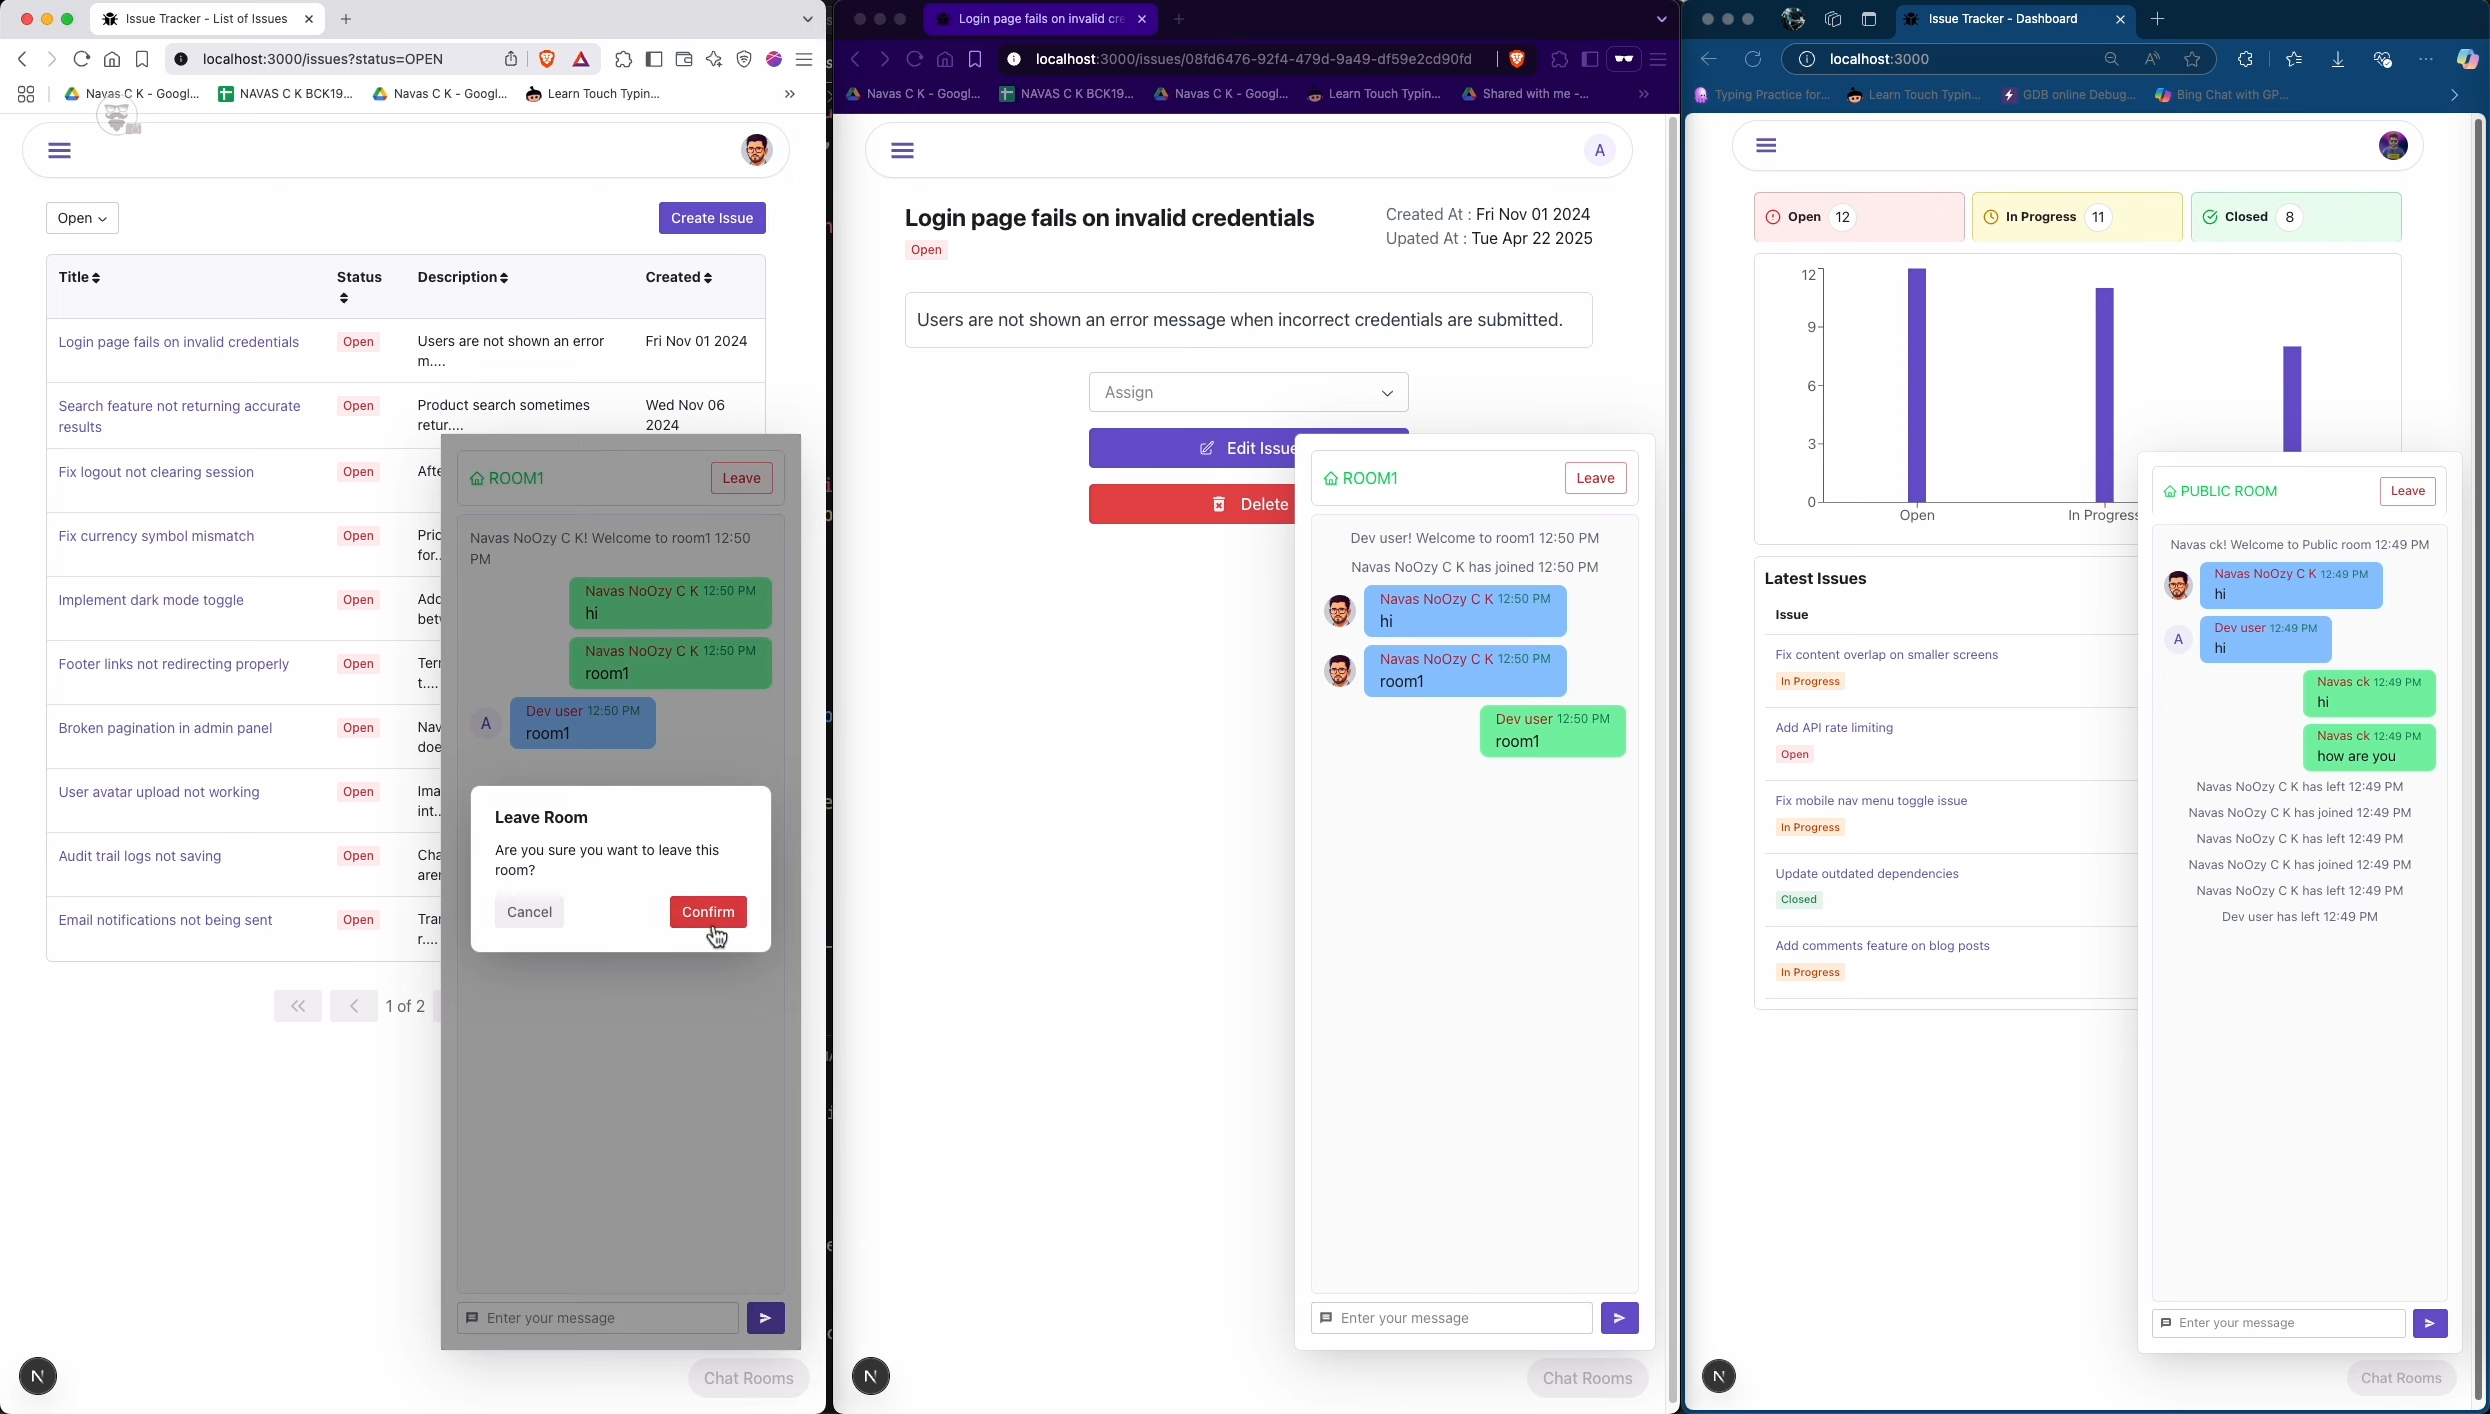 Issue Tracker - List of Issues
localhost:3000/issues?status=OPEN
Navas C K - Googl...
NAVAS C K BCK19...
Navas C K - Googl...
Learn Touch Typin...
Open
Create Issue
Title
Status
Description
Created
Login page fails on invalid credentials
Open
Users are not shown an error
m....
Fri Nov 01 2024
Search feature not returning accurate
results
Open
Product search sometimes
retur....
Wed Nov 06
2024
Fix logout not clearing session
Open
Afte
Fix currency symbol mismatch
Open
Pric
for..
Implement dark mode toggle
Open
Add
betv
Footer links not redirecting properly
Open
Terr
t....
Broken pagination in admin panel
Open
Nav
doe
User avatar upload not working
Open
Ima
int..
Audit trail logs not saving
Open
Cha
arer
Email notifications not being sent
Open
Trar
r....
1 of 2
ROOM1
Leave
Navas NoOzy C K! Welcome to room1 12:50
PM
Navas NoOzy C K 12:50 PM
hi
Navas NoOzy C K 12:50 PM
room1
A
Dev user 12:50 PM
room1
Leave Room
Are you sure you want to leave this
room?
Cancel
Confirm
Enter your message
N
Chat Rooms
Login page fails on invalid cre
localhost:3000/issues/08fd6476-92f4-479d-9a49-df59e2cd90fd
Navas C K - Googl...
NAVAS C K BCK19...
Navas C K - Googl...
Learn Touch Typin...
Shared with me -...
A
Login page fails on invalid credentials
Open
Created At : Fri Nov 01 2024
Upated At : Tue Apr 22 2025
Users are not shown an error message when incorrect credentials are submitted.
Assign
Edit Issue
Delete
ROOM1
Leave
Dev user! Welcome to room1 12:50 PM
Navas NoOzy C K has joined 12:50 PM
Navas NoOzy C K 12:50 PM
hi
Navas NoOzy C K 12:50 PM
room1
Dev user 12:50 PM
room1
Enter your message
N
Chat Rooms
Issue Tracker - Dashboard
localhost:3000
Typing Practice for...
Learn Touch Typin...
GDB online Debug...
Bing Chat with GP...
Open 12
In Progress 11
Closed 8
12
9
6
3
0
Open
In Progress
Latest Issues
Issue
Fix content overlap on smaller screens
In Progress
Add API rate limiting
Open
Fix mobile nav menu toggle issue
In Progress
Update outdated dependencies
Closed
Add comments feature on blog posts
In Progress
PUBLIC ROOM
Leave
Navas ck! Welcome to Public room 12:49 PM
Navas NoOzy C K 12:49 PM
hi
A
Dev user 12:49 PM
hi
Navas ck 12:49 PM
hi
Navas ck 12:49 PM
how are you
Navas NoOzy C K has left 12:49 PM
Navas NoOzy C K has joined 12:49 PM
Navas NoOzy C K has left 12:49 PM
Navas NoOzy C K has joined 12:49 PM
Navas NoOzy C K has left 12:49 PM
Dev user has left 12:49 PM
Enter your message
N
Chat Rooms